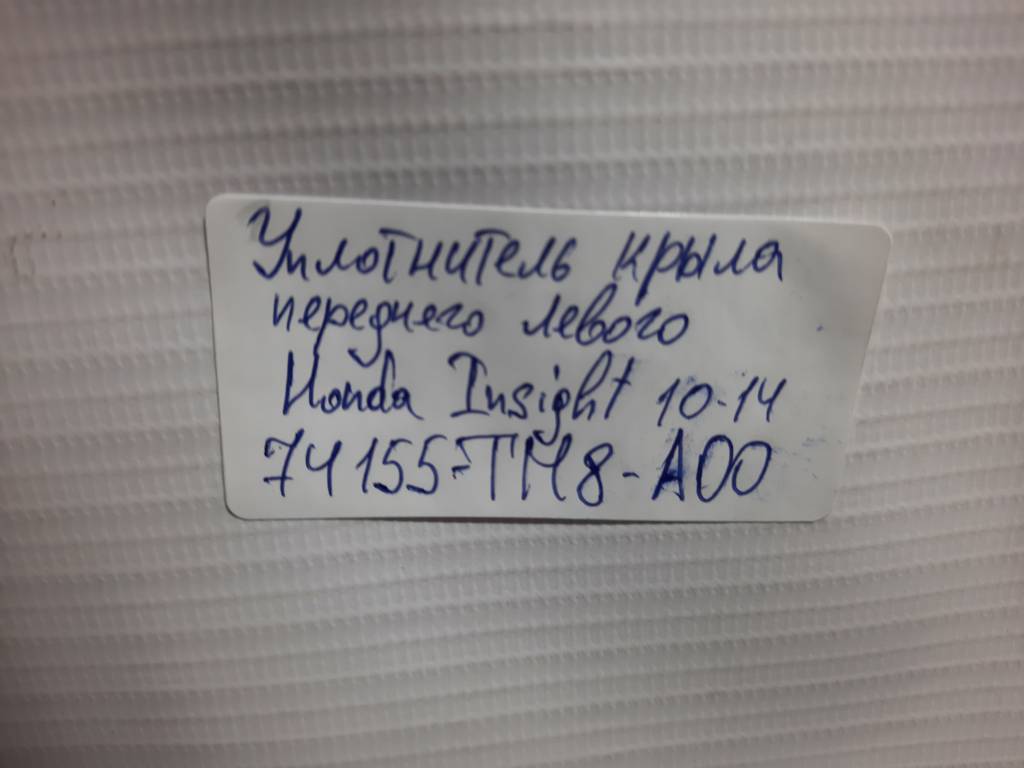 Уплотнитель крыла
переднего левого
Honda Insight 10-14
74155-TM8-A00